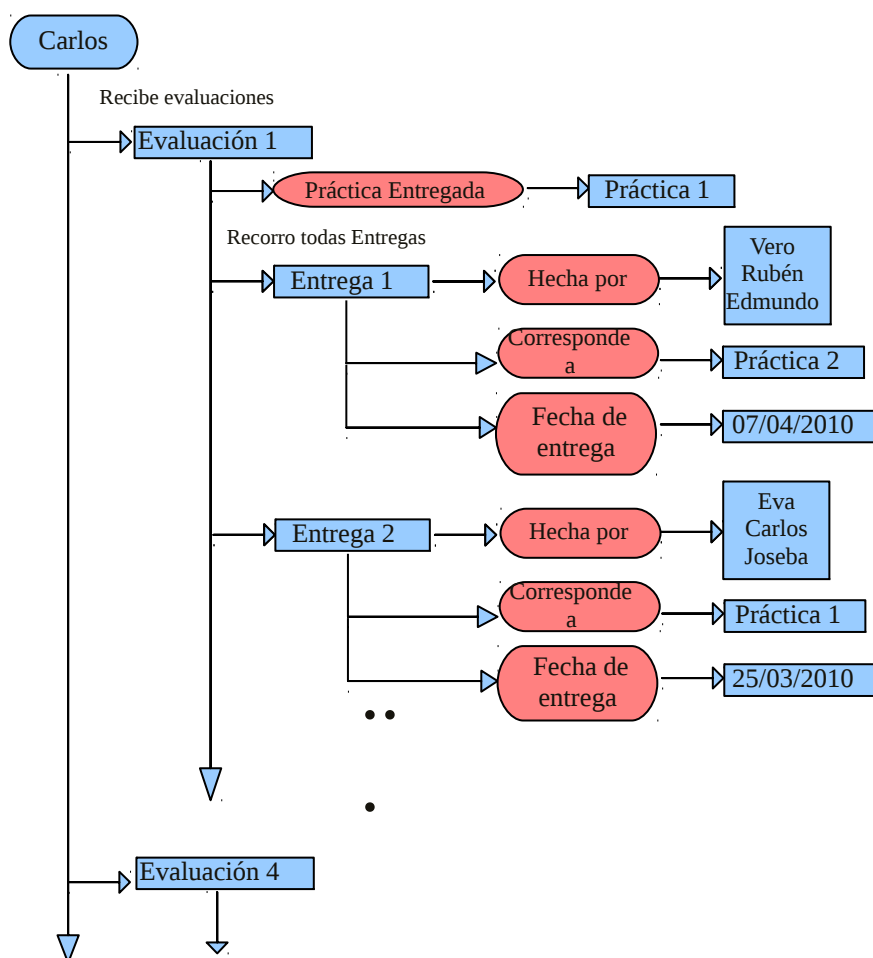 Carlos
Recibe evaluaciones
Evaluación 1
Práctica Entregada
Práctica 1
Recorro todas Entregas
Entrega 1
Hecha por
Vero
Rubén
Edmundo
Corresponde
a
Práctica 2
Fecha de
entrega
07/04/2010
Entrega 2
Hecha por
Eva
Carlos
Joseba
Corresponde
a
Práctica 1
Fecha de
entrega
25/03/2010
Evaluación 4